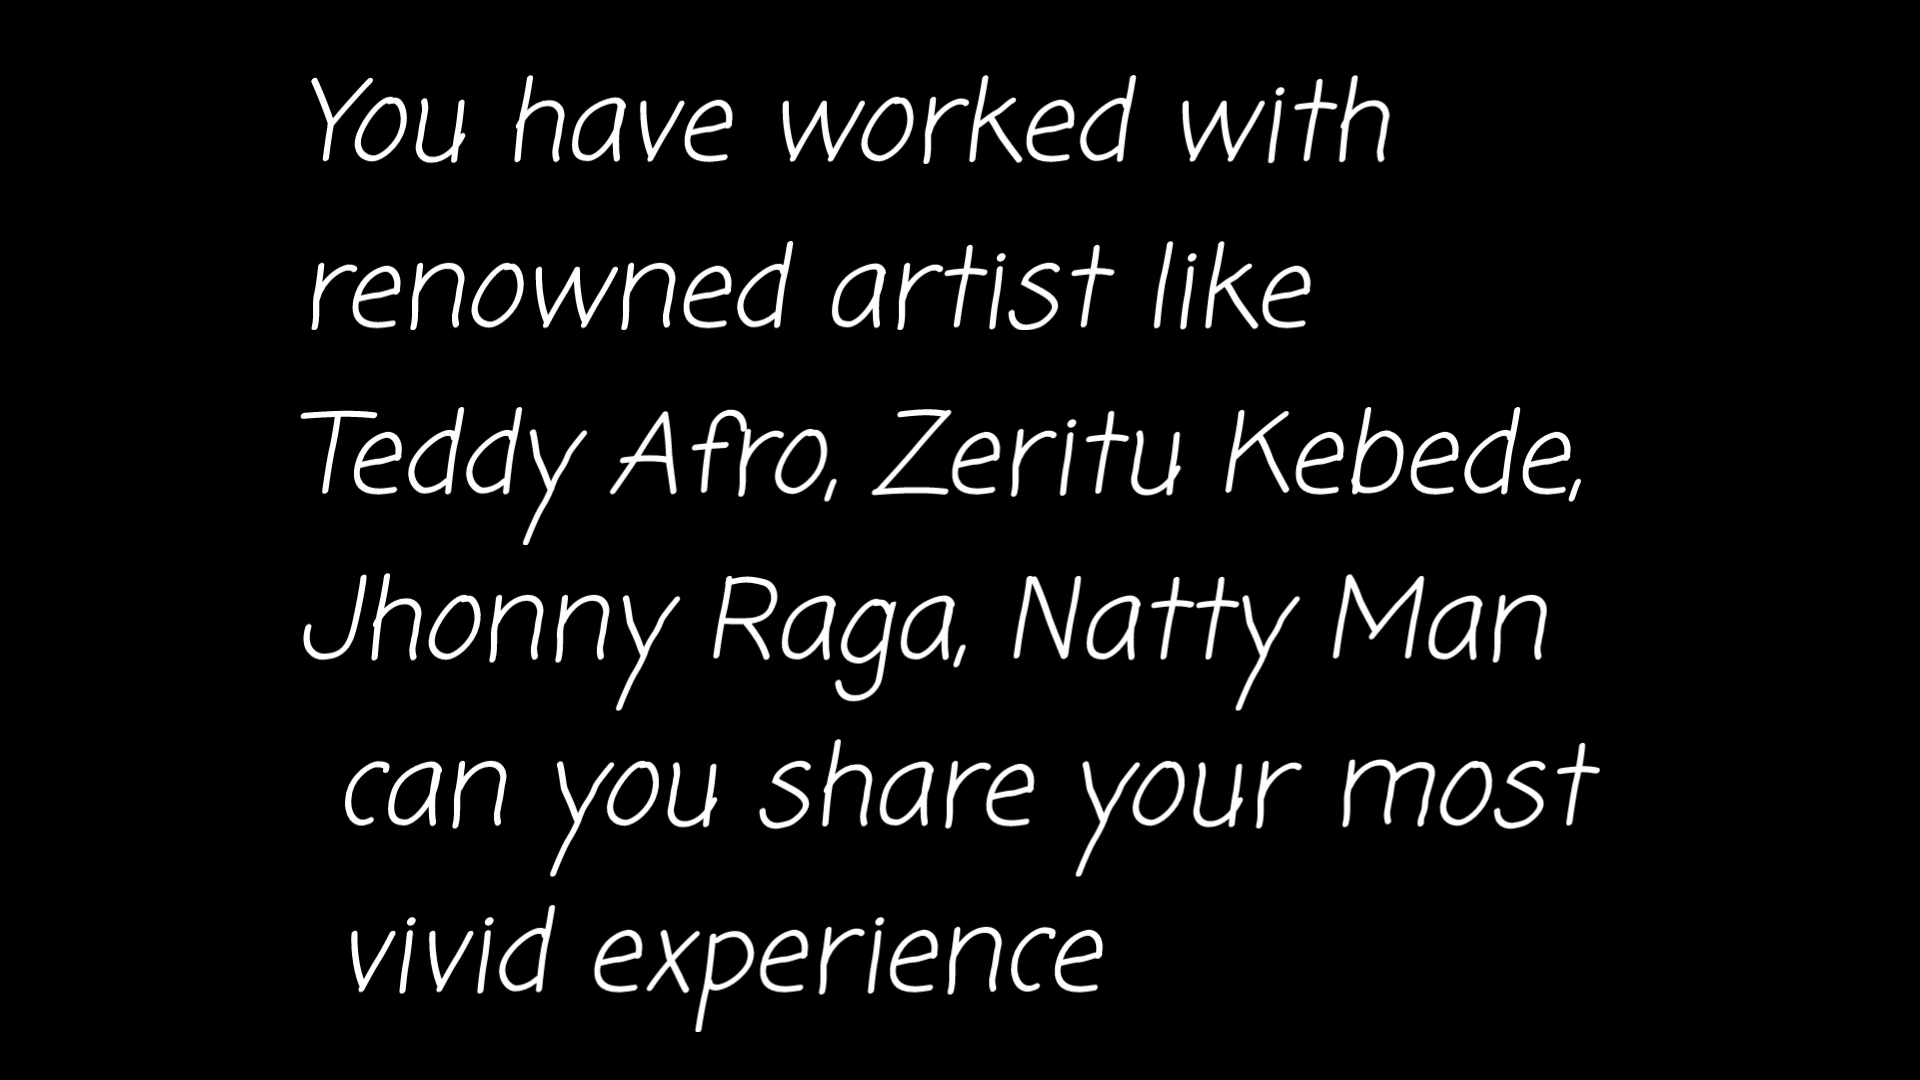 You have worked with
renowned artist like
Teddy Afro, Zeritu Kebede,
Jhonny Raga, Natty Man
can you share your most
vivid experience